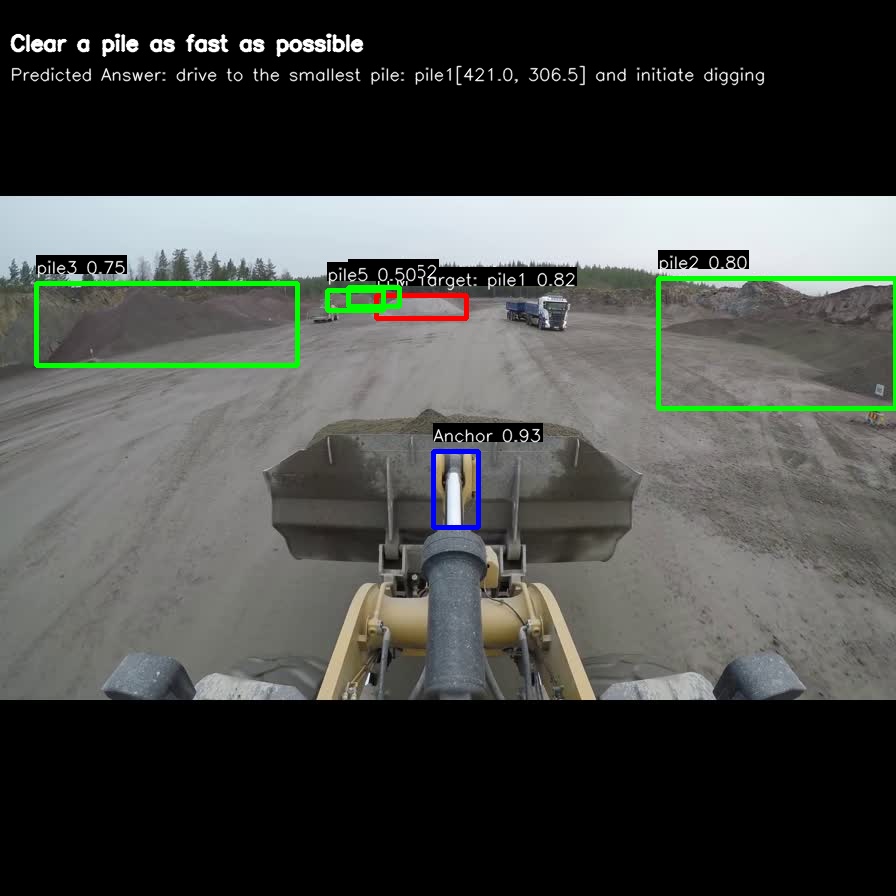 Clear a pile as fast as possible
Predicted Answer: drive to the smallest pile: pile1[421.0, 306.5] and initiate digging
pile2 0.80
pile3 0.75
pile5 0.50
52
Target: pile1 0.82
Anchor 0.93